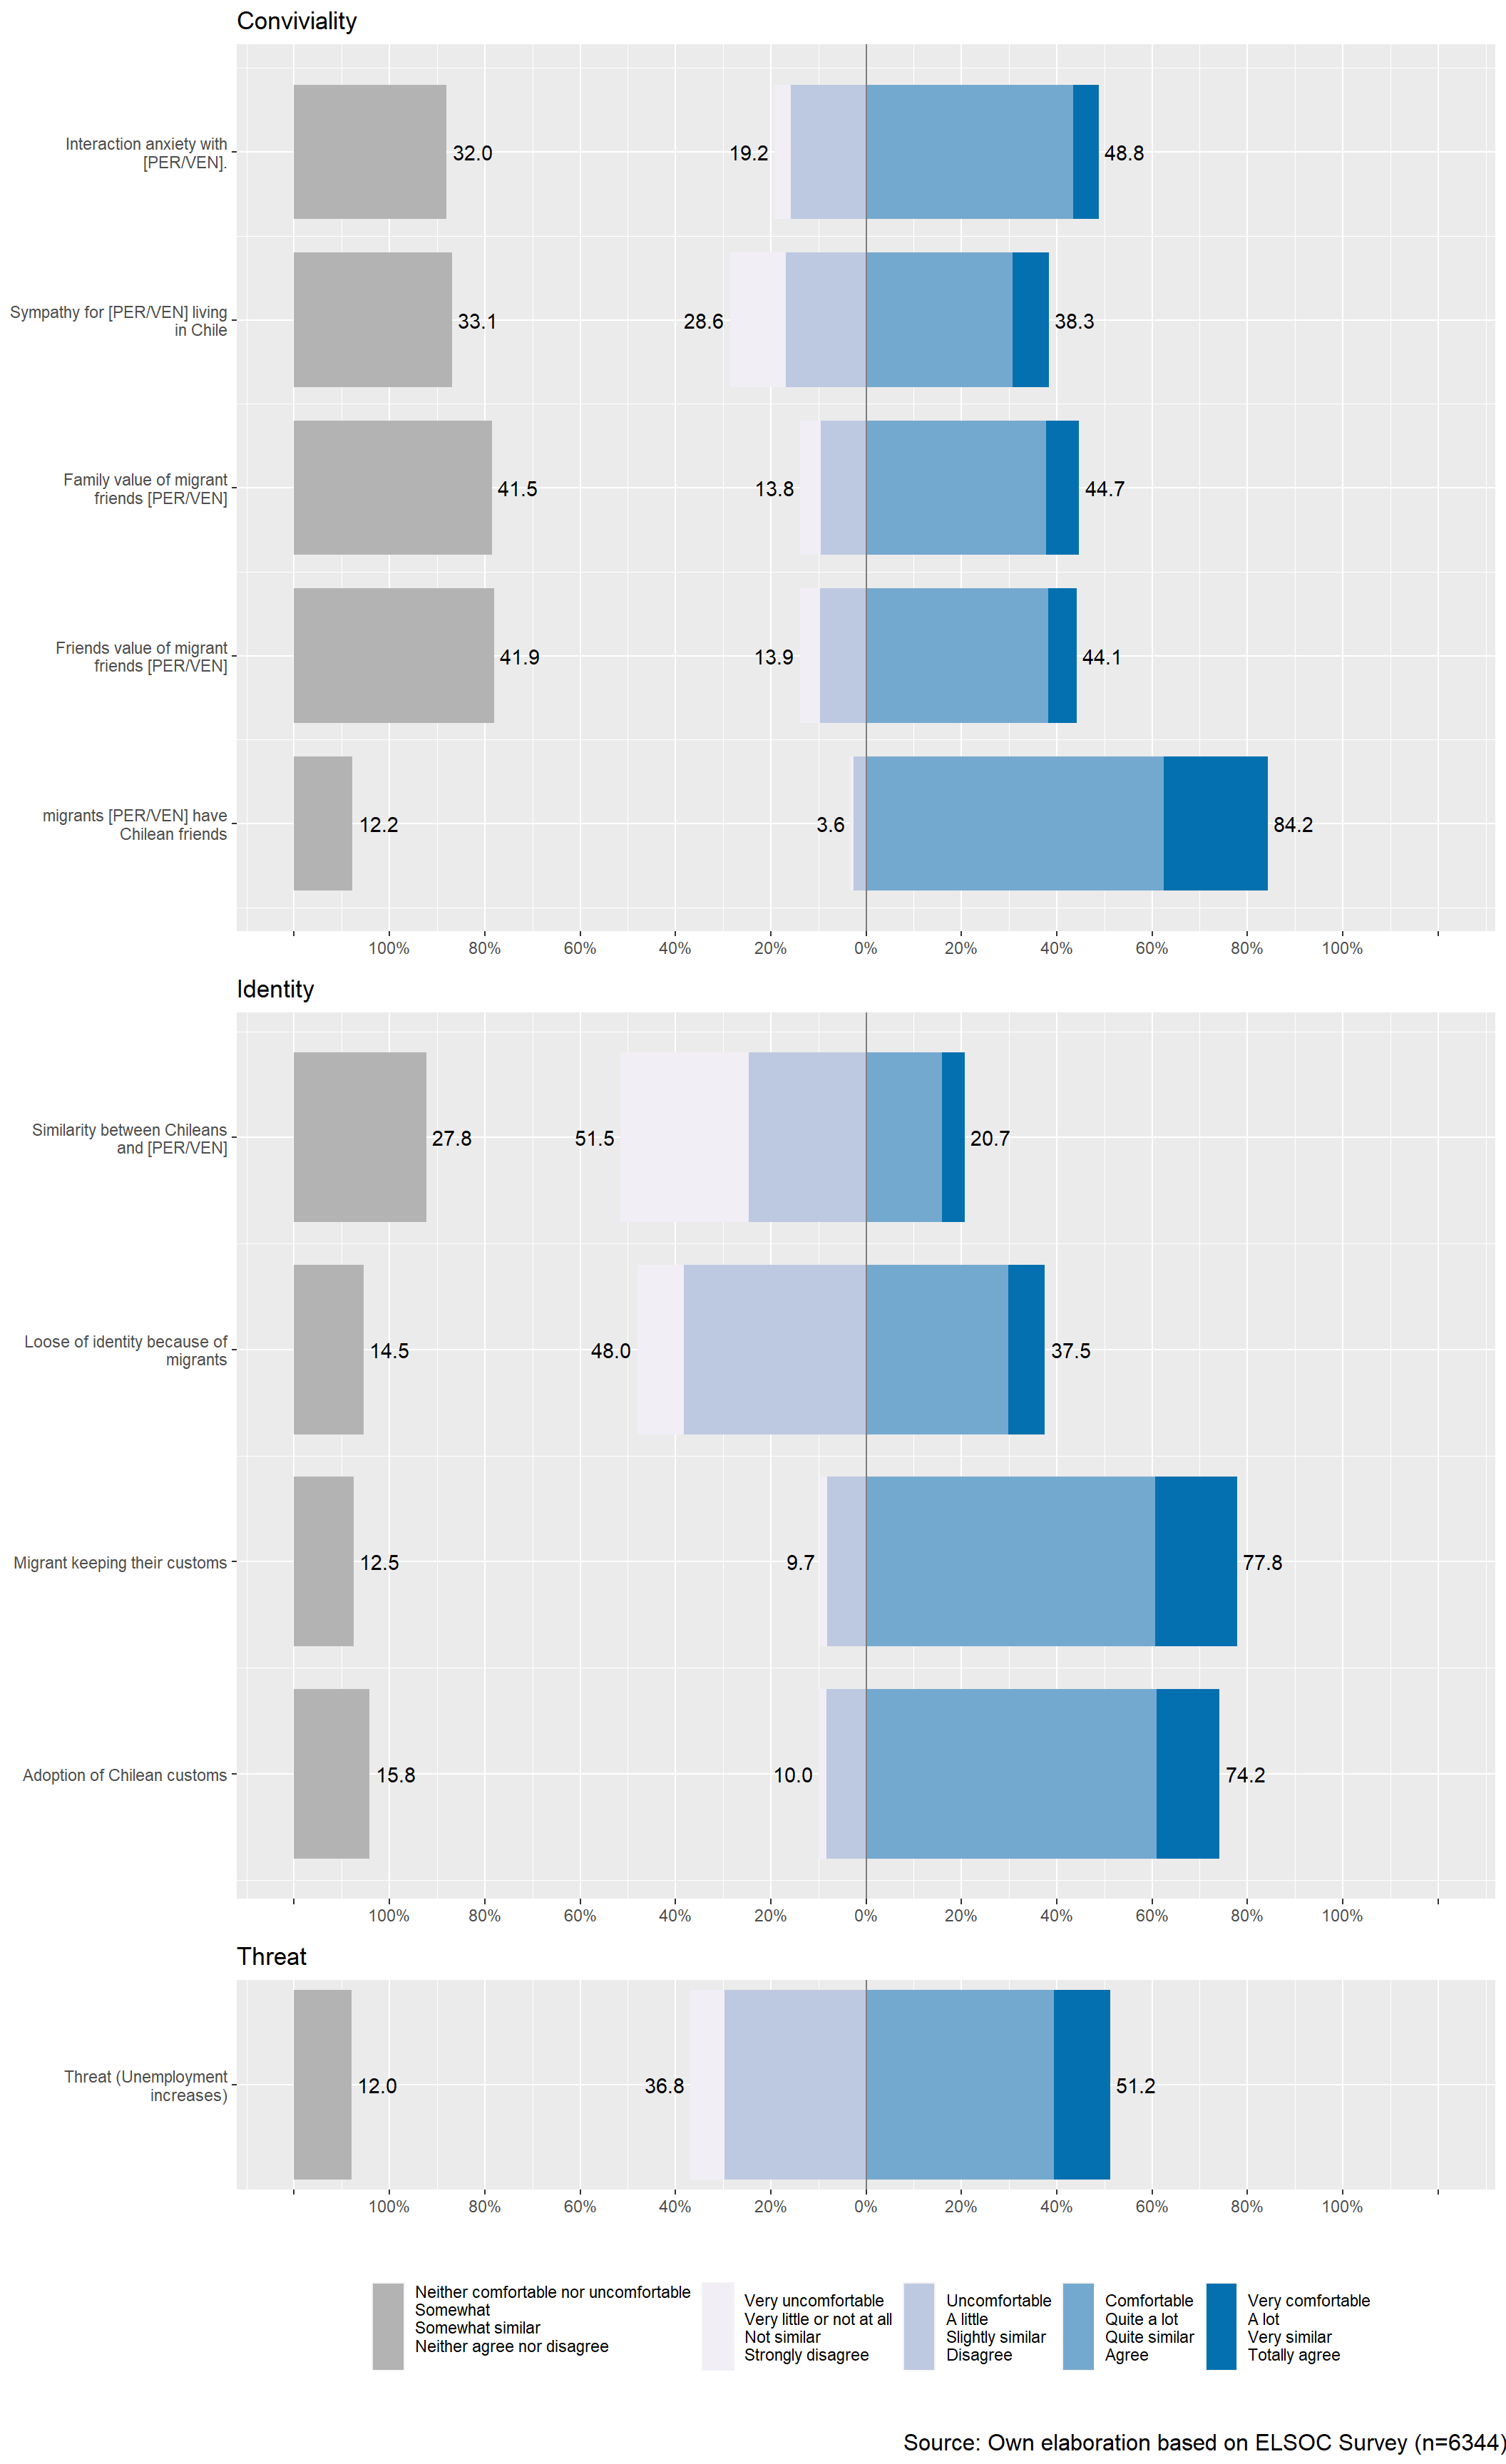 Conviviality
Interaction anxiety with
[PER/VEN].
32.0
19.2
48.8
Sympathy for [PER/VEN] living
in Chile
33.1
28.6
38.3
Family value of migrant
friends [PER/VEN]
41.5
13.8
44.7
Friends value of migrant
friends [PER/VEN]
41.9
13.9
44.1
migrants [PER/VEN] have
Chilean friends
12.2
3.6
84.2
100% 80% 60% 40% 20% 0% 20% 40% 60% 80% 100%
Identity
Similarity between Chileans
and [PER/VEN]
27.8
51.5
20.7
Loose of identity because of
migrants
14.5
48.0
37.5
Migrant keeping their customs
12.5
9.7
77.8
Adoption of Chilean customs
15.8
10.0
74.2
100% 80% 60% 40% 20% 0% 20% 40% 60% 80% 100%
Threat
Threat (Unemployment
increases)
12.0
36.8
51.2
100% 80% 60% 40% 20% 0% 20% 40% 60% 80% 100%
Neither comfortable nor uncomfortable
Somewhat
Somewhat similar
Neither agree nor disagree
Very uncomfortable
Very little or not at all
Not similar
Strongly disagree
Uncomfortable
A little
Slightly similar
Disagree
Comfortable
Quite a lot
Quite similar
Agree
Very comfortable
A lot
Very similar
Totally agree
Source: Own elaboration based on ELSOC Survey (n=6344)